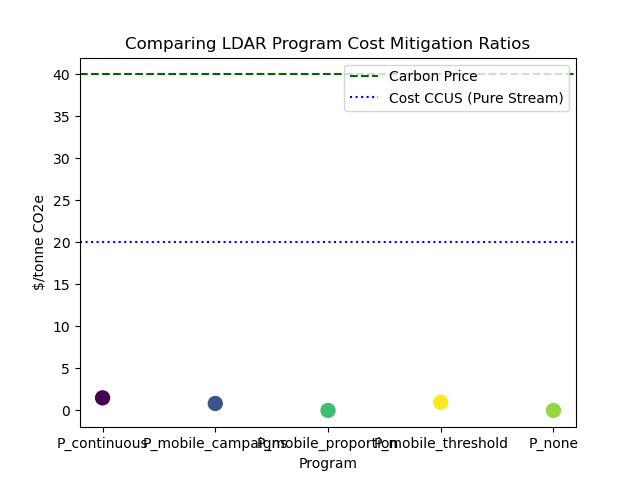 Comparing LDAR Program Cost Mitigation Ratios
Carbon Price
Cost CCUS (Pure Stream)
$/tonne CO2e
40
35
30
25
20
15
10
5
0
P_continuous P_mobile_campaigns P_mobile_proportion P_mobile_threshold P_none
Program